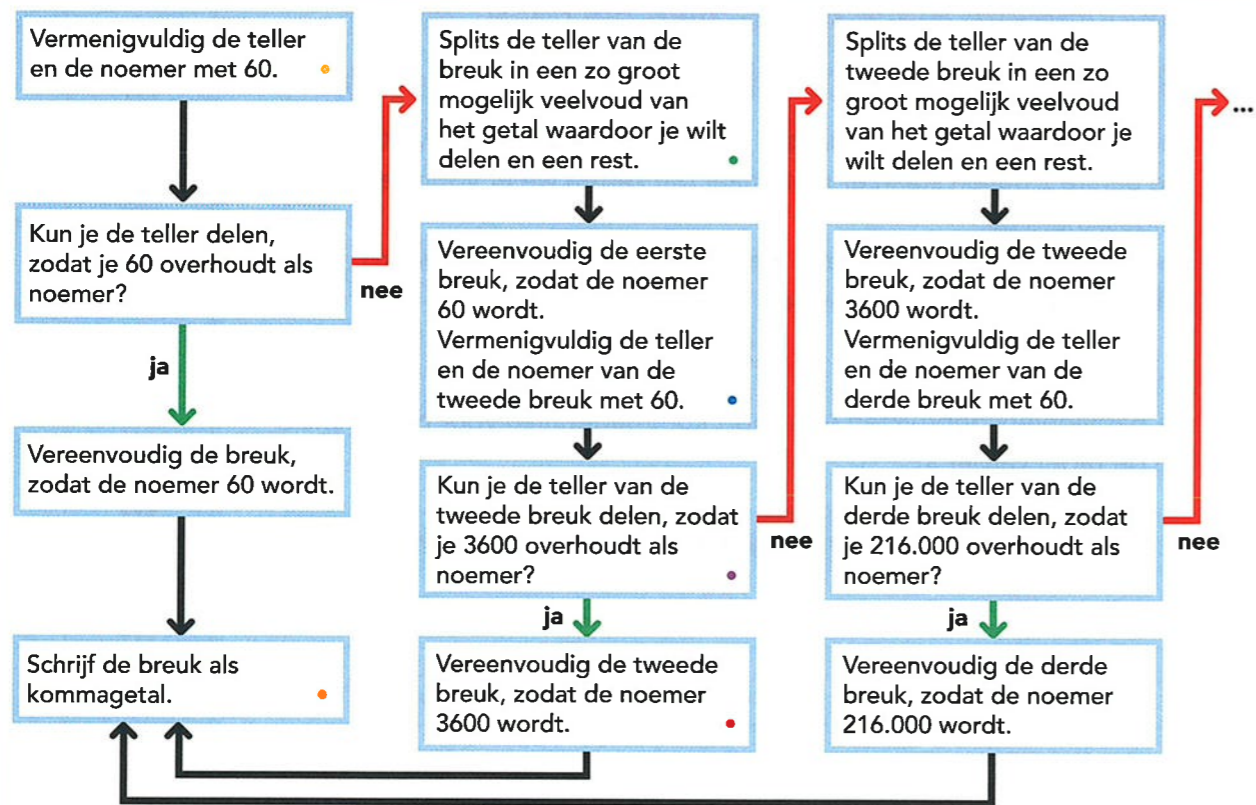 Vermenigvuldig de teller
en de noemer met 60.
Kun je de teller delen,
zodat je 60 overhoudt als
noemer?
nee
ja
Vereenvoudig de breuk,
zodat de noemer 60 wordt.
Schrijf de breuk als
kommagetal.
Splits de teller van de
breuk in een zo groot
mogelijk veelvoud van
het getal waardoor je wilt
delen en een rest.
Vereenvoudig de eerste
breuk, zodat de noemer
60 wordt.
Vermenigvuldig de teller
en de noemer van de
tweede breuk met 60.
Kun je de teller van de
tweede breuk delen, zodat
je 3600 overhoudt als
noemer?
nee
ja
Vereenvoudig de tweede
breuk, zodat de noemer
3600 wordt.
Splits de teller van de
tweede breuk in een zo
groot mogelijk veelvoud
van het getal waardoor je
wilt delen en een rest.
Vereenvoudig de tweede
breuk, zodat de noemer
3600 wordt.
Vermenigvuldig de teller
en de noemer van de
derde breuk met 60.
Kun je de teller van de
derde breuk delen, zodat
je 216.000 overhoudt als
noemer?
nee
ja
Vereenvoudig de derde
breuk, zodat de noemer
216.000 wordt.
...